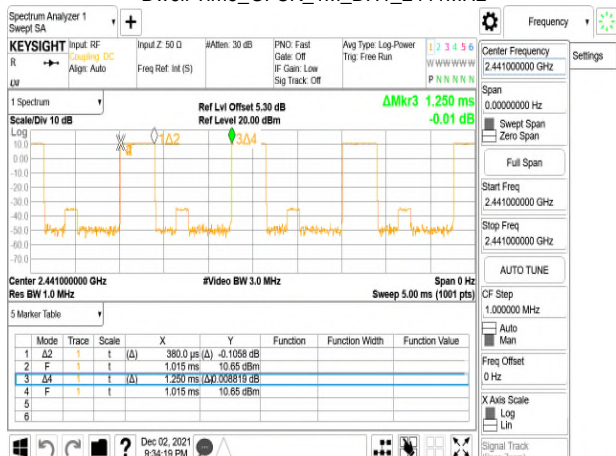 Spectrum Analyzer 1
Swept SA
+
Frequency
Settings
KEYSIGHT
R
Input: RF
Coupling: DC
Align: Auto
Input Z: 50 Ω
Freq Ref: Int (S)
#Atten: 30 dB
PNO: Fast
Gate: Off
IF Gain: Low
Sig Track: Off
Avg Type: Log-Power
Trig: Free Run
1 2 3 4 5 6
W W W W W W
P N N N N N
1 Spectrum
Scale/Div 10 dB
Log
Ref Lvl Offset 5.30 dB
Ref Level 20.00 dBm
ΔMkr3 1.250 ms
-0.01 dB
1Δ2
3Δ4
10.0
0.00
-10.0
-20.0
-30.0
-40.0
-50.0
-60.0
-70.0
Center 2.441000000 GHz
Res BW 1.0 MHz
#Video BW 3.0 MHz
Span 0 Hz
Sweep 5.00 ms (1001 pts)
5 Marker Table
Mode Trace Scale X Y Function Function Width Function Value
1 Δ2 1 t (Δ) 380.0 μs (Δ) -0.1058 dB
2 F 1 t 1.015 ms 10.65 dBm
3 Δ4 1 t (Δ) 1.250 ms (Δ) 0.008819 dB
4 F 1 t 1.015 ms 10.65 dBm
5
6
Dec 02, 2021
9:34:19 PM
Center Frequency
2.441000000 GHz
Span
0.00000000 Hz
Swept Span
Zero Span
Full Span
Start Freq
2.441000000 GHz
Stop Freq
2.441000000 GHz
AUTO TUNE
CF Step
1.000000 MHz
Auto
Man
Freq Offset
0 Hz
X Axis Scale
Log
Lin
Signal Track